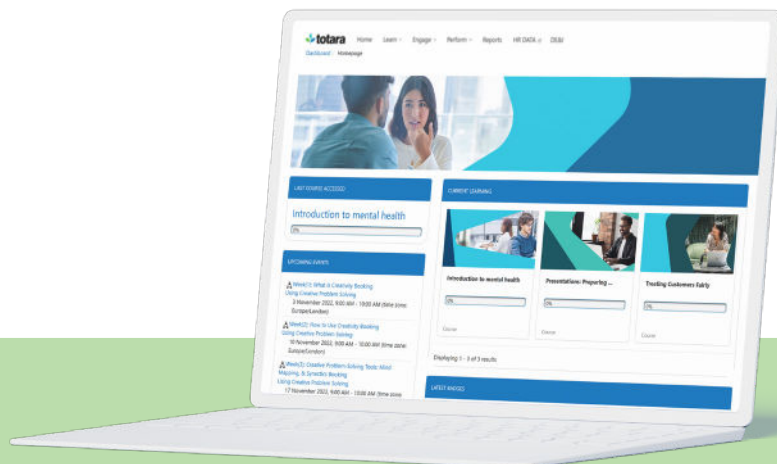 totara Home Learn Engage Perform Reports HR DATA DE&I
Dashboard Homepage
LAST COURSE ACCESSED
Introduction to mental health
0%
UPCOMING EVENTS
Week(1): What is Creativity Booking
Using Creative Problem Solving
3 November 2022, 9:00 AM - 10:00 AM (time zone:
Europe/London)
Week(2): How to Use Creativity Booking
Using Creative Problem Solving
10 November 2022, 9:00 AM - 10:00 AM (time zone:
Europe/London)
Week(3): Creative Problem-Solving Tools: Mind
Mapping, & Synectics Booking
Using Creative Problem Solving
17 November 2022, 9:00 AM - 10:00 AM (time zone:
CURRENT LEARNING
Introduction to mental health
0%
Course
Presentations: Preparing ...
0%
Course
Treating Customers Fairly
0%
Course
Displaying 1 - 3 of 3 results
LATEST BADGES